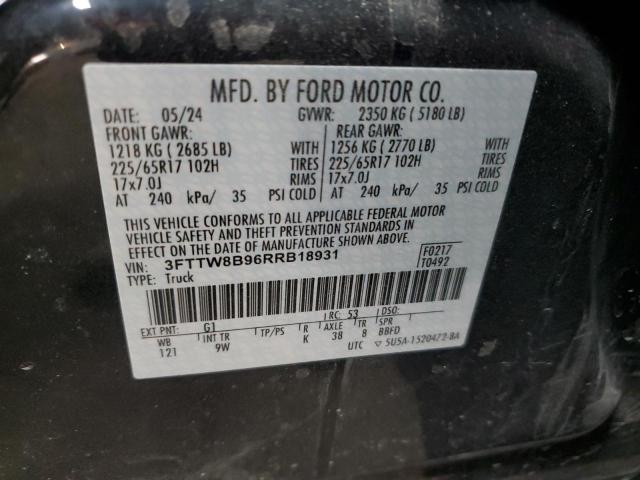 MFD. BY FORD MOTOR CO.
DATE: 05/24 GVWR: 2350 KG ( 5180 LB)
FRONT GAWR: REAR GAWR:
1218 KG ( 2685 LB) WITH 1256 KG ( 2770 LB) WITH
225/65R17 102H TIRES 225/65R17 102H TIRES
17x7.0J RIMS 17x7.0J RIMS
AT 240 kPa/ 35 PSI COLD AT 240 kPa/ 35 PSI COLD
THIS VEHICLE CONFORMS TO ALL APPLICABLE FEDERAL MOTOR
VEHICLE SAFETY AND THEFT PREVENTION STANDARDS IN
EFFECT ON THE DATE OF MANUFACTURE SHOWN ABOVE.
VIN: 3FTTW8B96RRB18931
TYPE: Truck
F0217
T0492
EXT PNT: G1 RC: 53 DSO:
WB INT TR TP/PS R AXLE TR SPR
121 9W K 38 8 BBFD
UTC ▽ 5U5A-1520472-BA